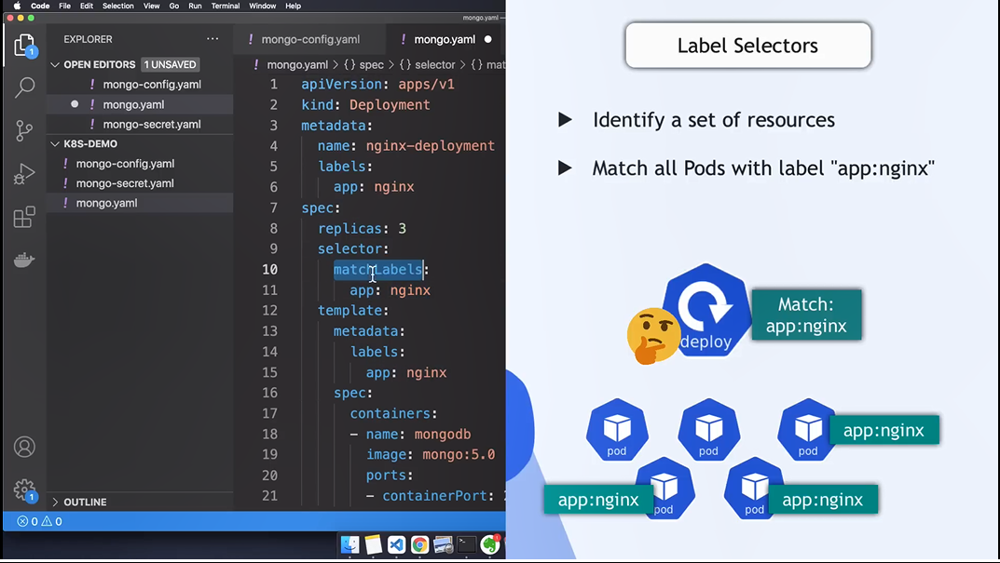 Code File Edit Selection View Go Run Terminal Window Help
mongo.yaml —
EXPLORER ...
OPEN EDITORS 1 UNSAVED
! mongo-config.yaml
! mongo.yaml
! mongo-secret.yaml
K8S-DEMO
! mongo-config.yaml
! mongo-secret.yaml
! mongo.yaml
OUTLINE
1
1
0 0
! mongo-config.yaml ! mongo.yaml
! mongo.yaml > {} spec > {} selector > {} mat
1 apiVersion: apps/v1
2 kind: Deployment
3 metadata:
4 name: nginx-deployment
5 labels:
6 app: nginx
7 spec:
8 replicas: 3
9 selector:
10 matchLabels:
11 app: nginx
12 template:
13 metadata:
14 labels:
15 app: nginx
16 spec:
17 containers:
18 - name: mongodb
19 image: mongo:5.0
20 ports:
21 - containerPort:
Label Selectors
Identify a set of resources
Match all Pods with label "app:nginx"
deploy
Match:
app:nginx
pod
pod
pod
app:nginx
app:nginx
pod
pod
app:nginx